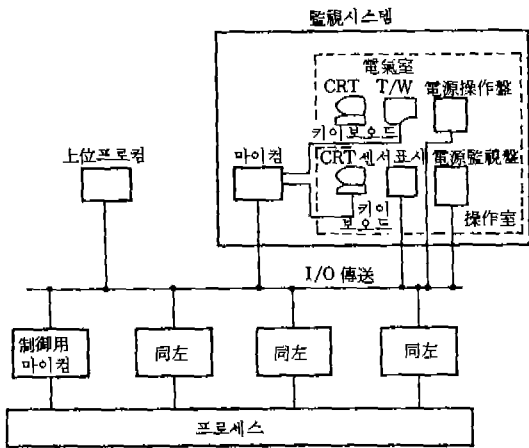 監視시스템
電氣室
CRT T/W 電源操作盤
키이보오드
마이컴 CRT센서표시 電源監視盤
키이
보오드
操作室
上位프로컴
I/O 傳送
制御用
마이컴
同左
同左
同左
프로세스